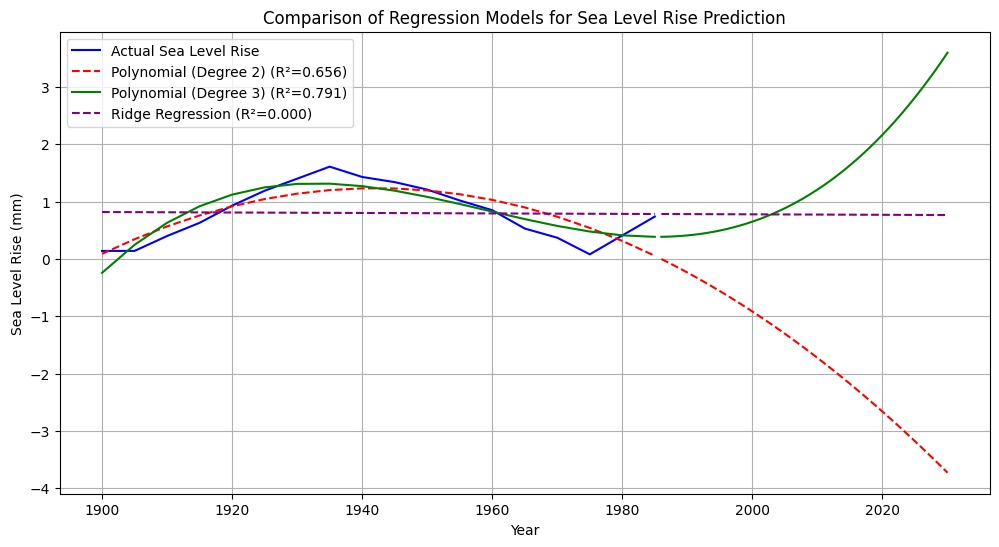 Comparison of Regression Models for Sea Level Rise Prediction
Actual Sea Level Rise
Polynomial (Degree 2) (R²=0.656)
Polynomial (Degree 3) (R²=0.791)
Ridge Regression (R²=0.000)
Sea Level Rise (mm)
3
2
1
0
−1
−2
−3
−4
1900 1920 1940 1960 1980 2000 2020
Year